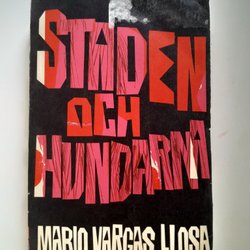 STADEN
OCH
HUNDARNA
MARIO VARGAS LLOSA